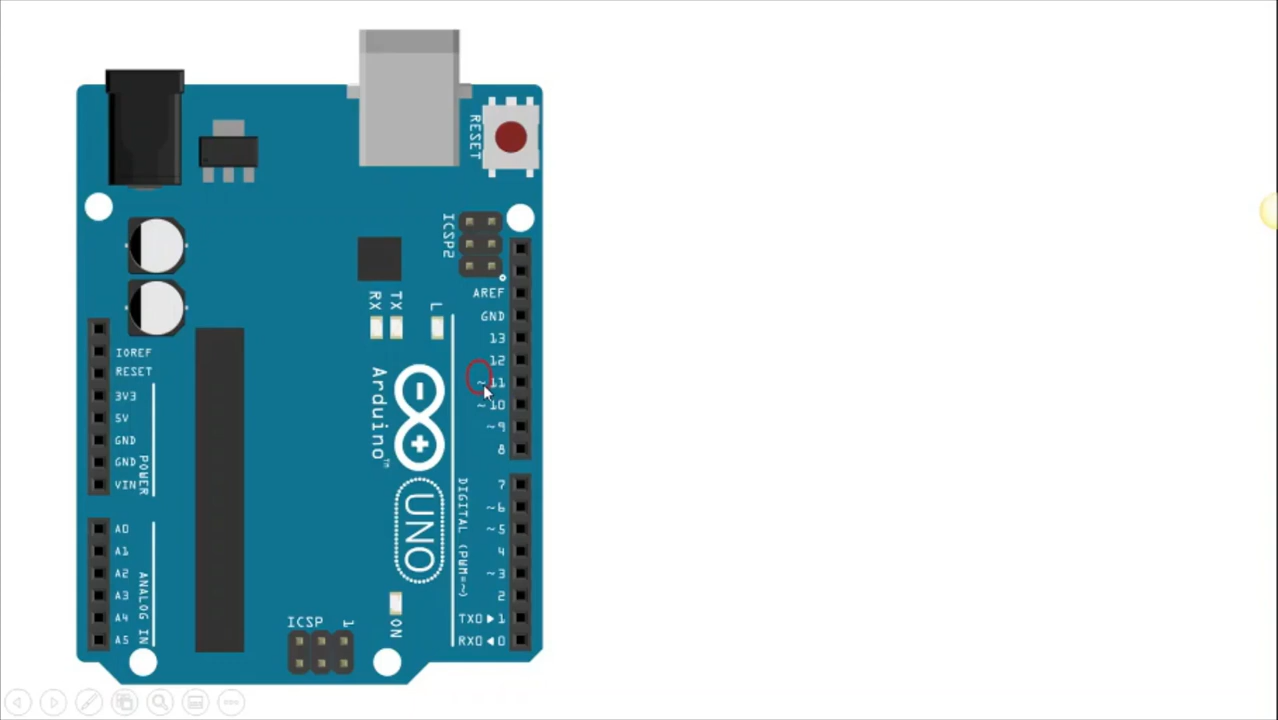 RESET
ICSP2
AREF
GND
13
12
~11
~10
~9
8
7
~6
~5
4
~3
2
TX0▶1
RX0◀0
RX
TX
L
IOREF
RESET
3V3
5V
GND
GND
VIN
POWER
A0
A1
A2
A3
A4
A5
ANALOG IN
Arduino™
UNO
DIGITAL (PWM=~)
ON
ICSP
1